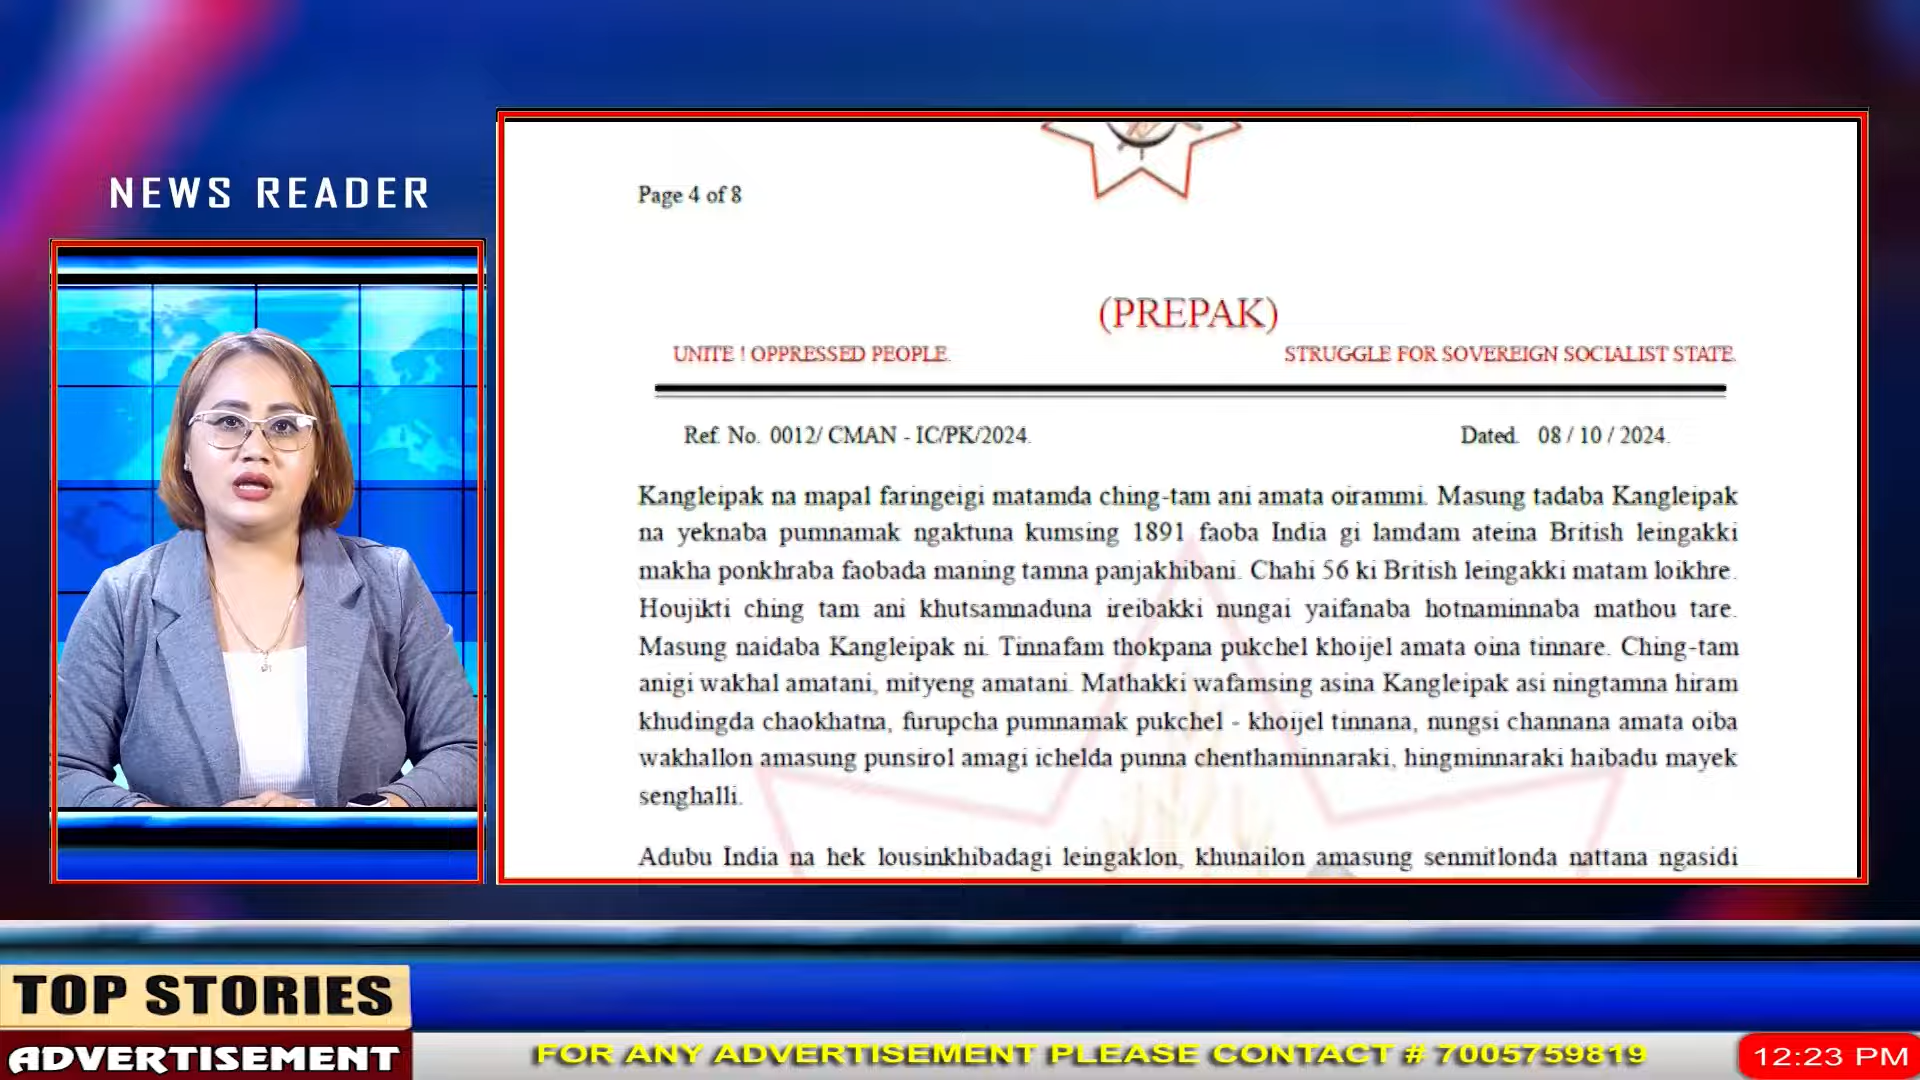 NEWS READER
Page 4 of 8
(PREPAK)
UNITE ! OPPRESSED PEOPLE.
STRUGGLE FOR SOVEREIGN SOCIALIST STATE.
Ref. No. 0012/ CMAN - IC/PK/2024.
Dated. 08 / 10 / 2024.
Kangleipak na mapal faringeigi matamda ching-tam ani amata oirammi. Masung tadaba Kangleipak
na yeknaba pumnamak ngaktuna kumsing 1891 faoba India gi lamdam ateina British leingakki
makha ponkhraba faobada maning tamna panjakhibani. Chahi 56 ki British leingakki matam loikhre.
Houjikti ching tam ani khutsamnaduna ireibakki nungai yaifanaba hotnaminnaba mathou tare.
Masung naidaba Kangleipak ni. Tinnafam thokpana pukchel khoijel amata oina tinnare. Ching-tam
anigi wakhal amatani, mityeng amatani. Mathakki wafamsing asina Kangleipak asi ningtamna hiram
khudingda chaokhatna, furupcha pumnamak pukchel - khoijel tinnana, nungsi channana amata oiba
wakhallon amasung punsirol amagi ichelda punna chenthaminnaraki, hingminnaraki haibadu mayek
senghalli.
Adubu India na hek lousinkhibadagi leingaklon, khunailon amasung senmitlonda nattana ngasidi
TOP STORIES
ADVERTISEMENT
FOR ANY ADVERTISEMENT PLEASE CONTACT # 7005759819
12:23 PM